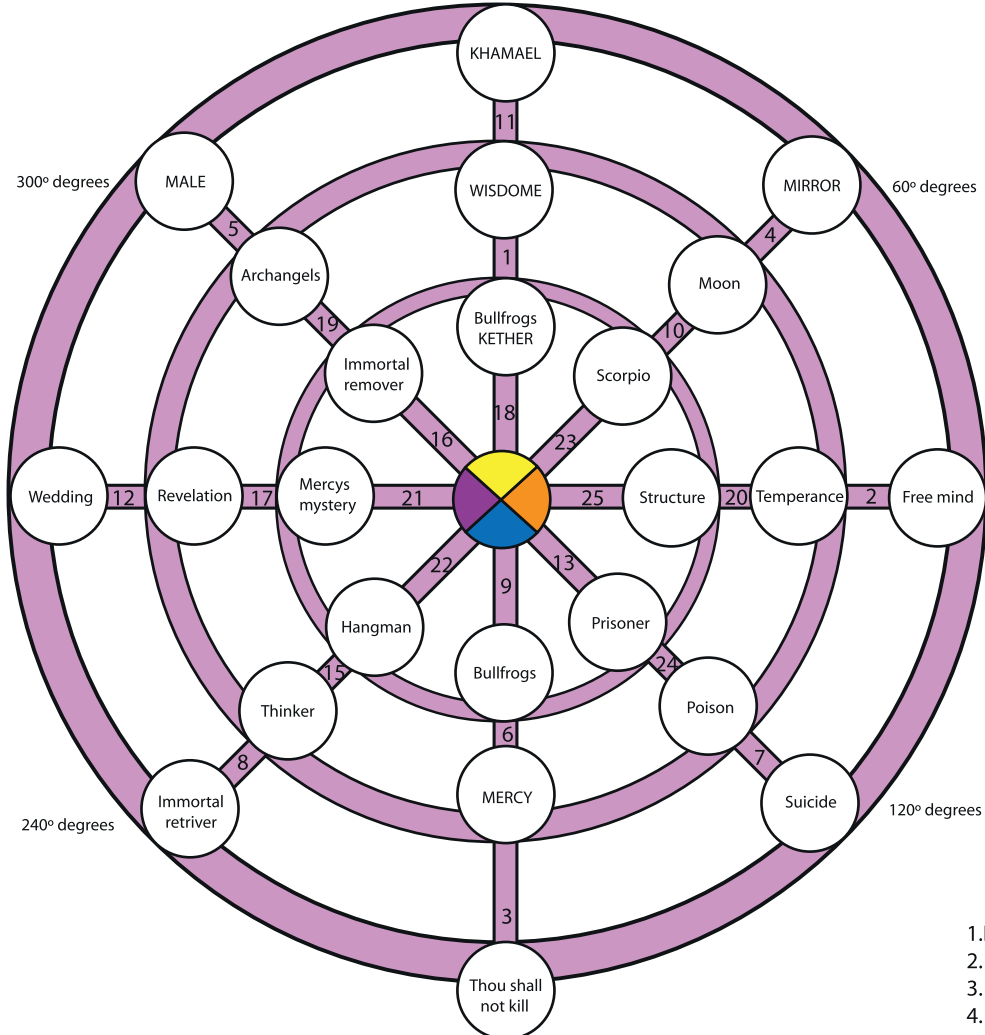 KHAMAEL
11
300º degrees
MALE
MIRROR
60º degrees
WISDOME
5
4
Archangels
1
Moon
19
Bullfrogs
KETHER
10
Immortal
remover
Scorpio
18
16
23
Wedding
12
Revelation
17
Mercys
mystery
21
25
Structure
20
Temperance
2
Free mind
22
13
9
Hangman
Prisoner
15
Bullfrogs
24
Thinker
Poison
6
8
7
MERCY
Immortal
retriver
Suicide
240º degrees
120º degrees
3
Thou shall
not kill
1.
2.
3.
4.